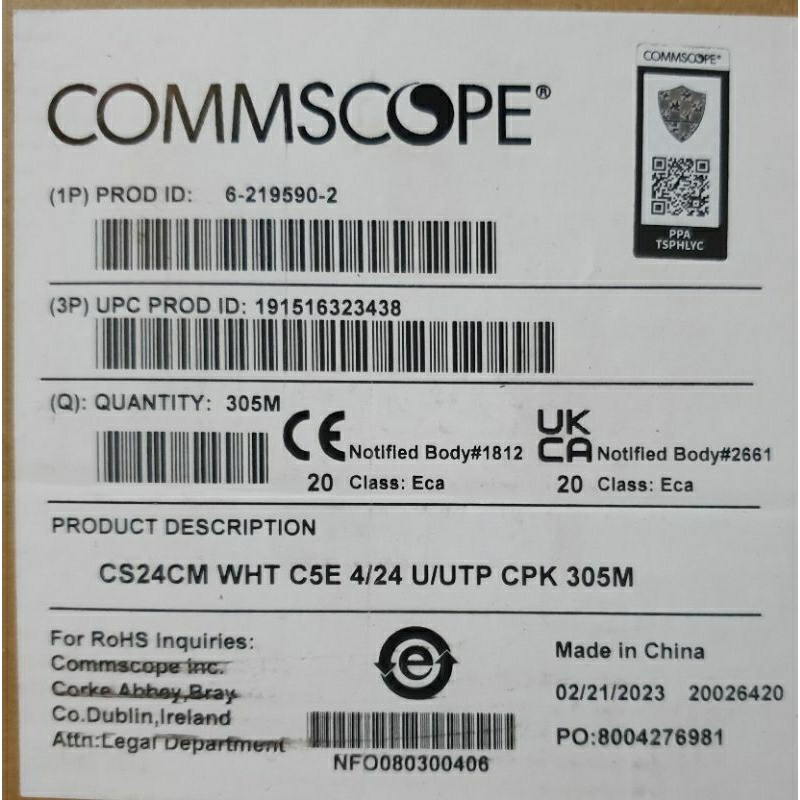 COMMSCOPE®
COMMSCOPE®
(1P) PROD ID: 6-219590-2
PPA
TSPHLYC
(3P) UPC PROD ID: 191516323438
(Q): QUANTITY: 305M
CE Notified Body#1812
20 Class: Eca
UK
CA Notified Body#2661
20 Class: Eca
PRODUCT DESCRIPTION
CS24CM WHT C5E 4/24 U/UTP CPK 305M
For RoHS Inquiries:
Commscope Inc.
Corke Abbey,Bray
Co.Dublin,Ireland
Attn:Legal Department
e
NFO080300406
Made in China
02/21/2023 20026420
PO:8004276981